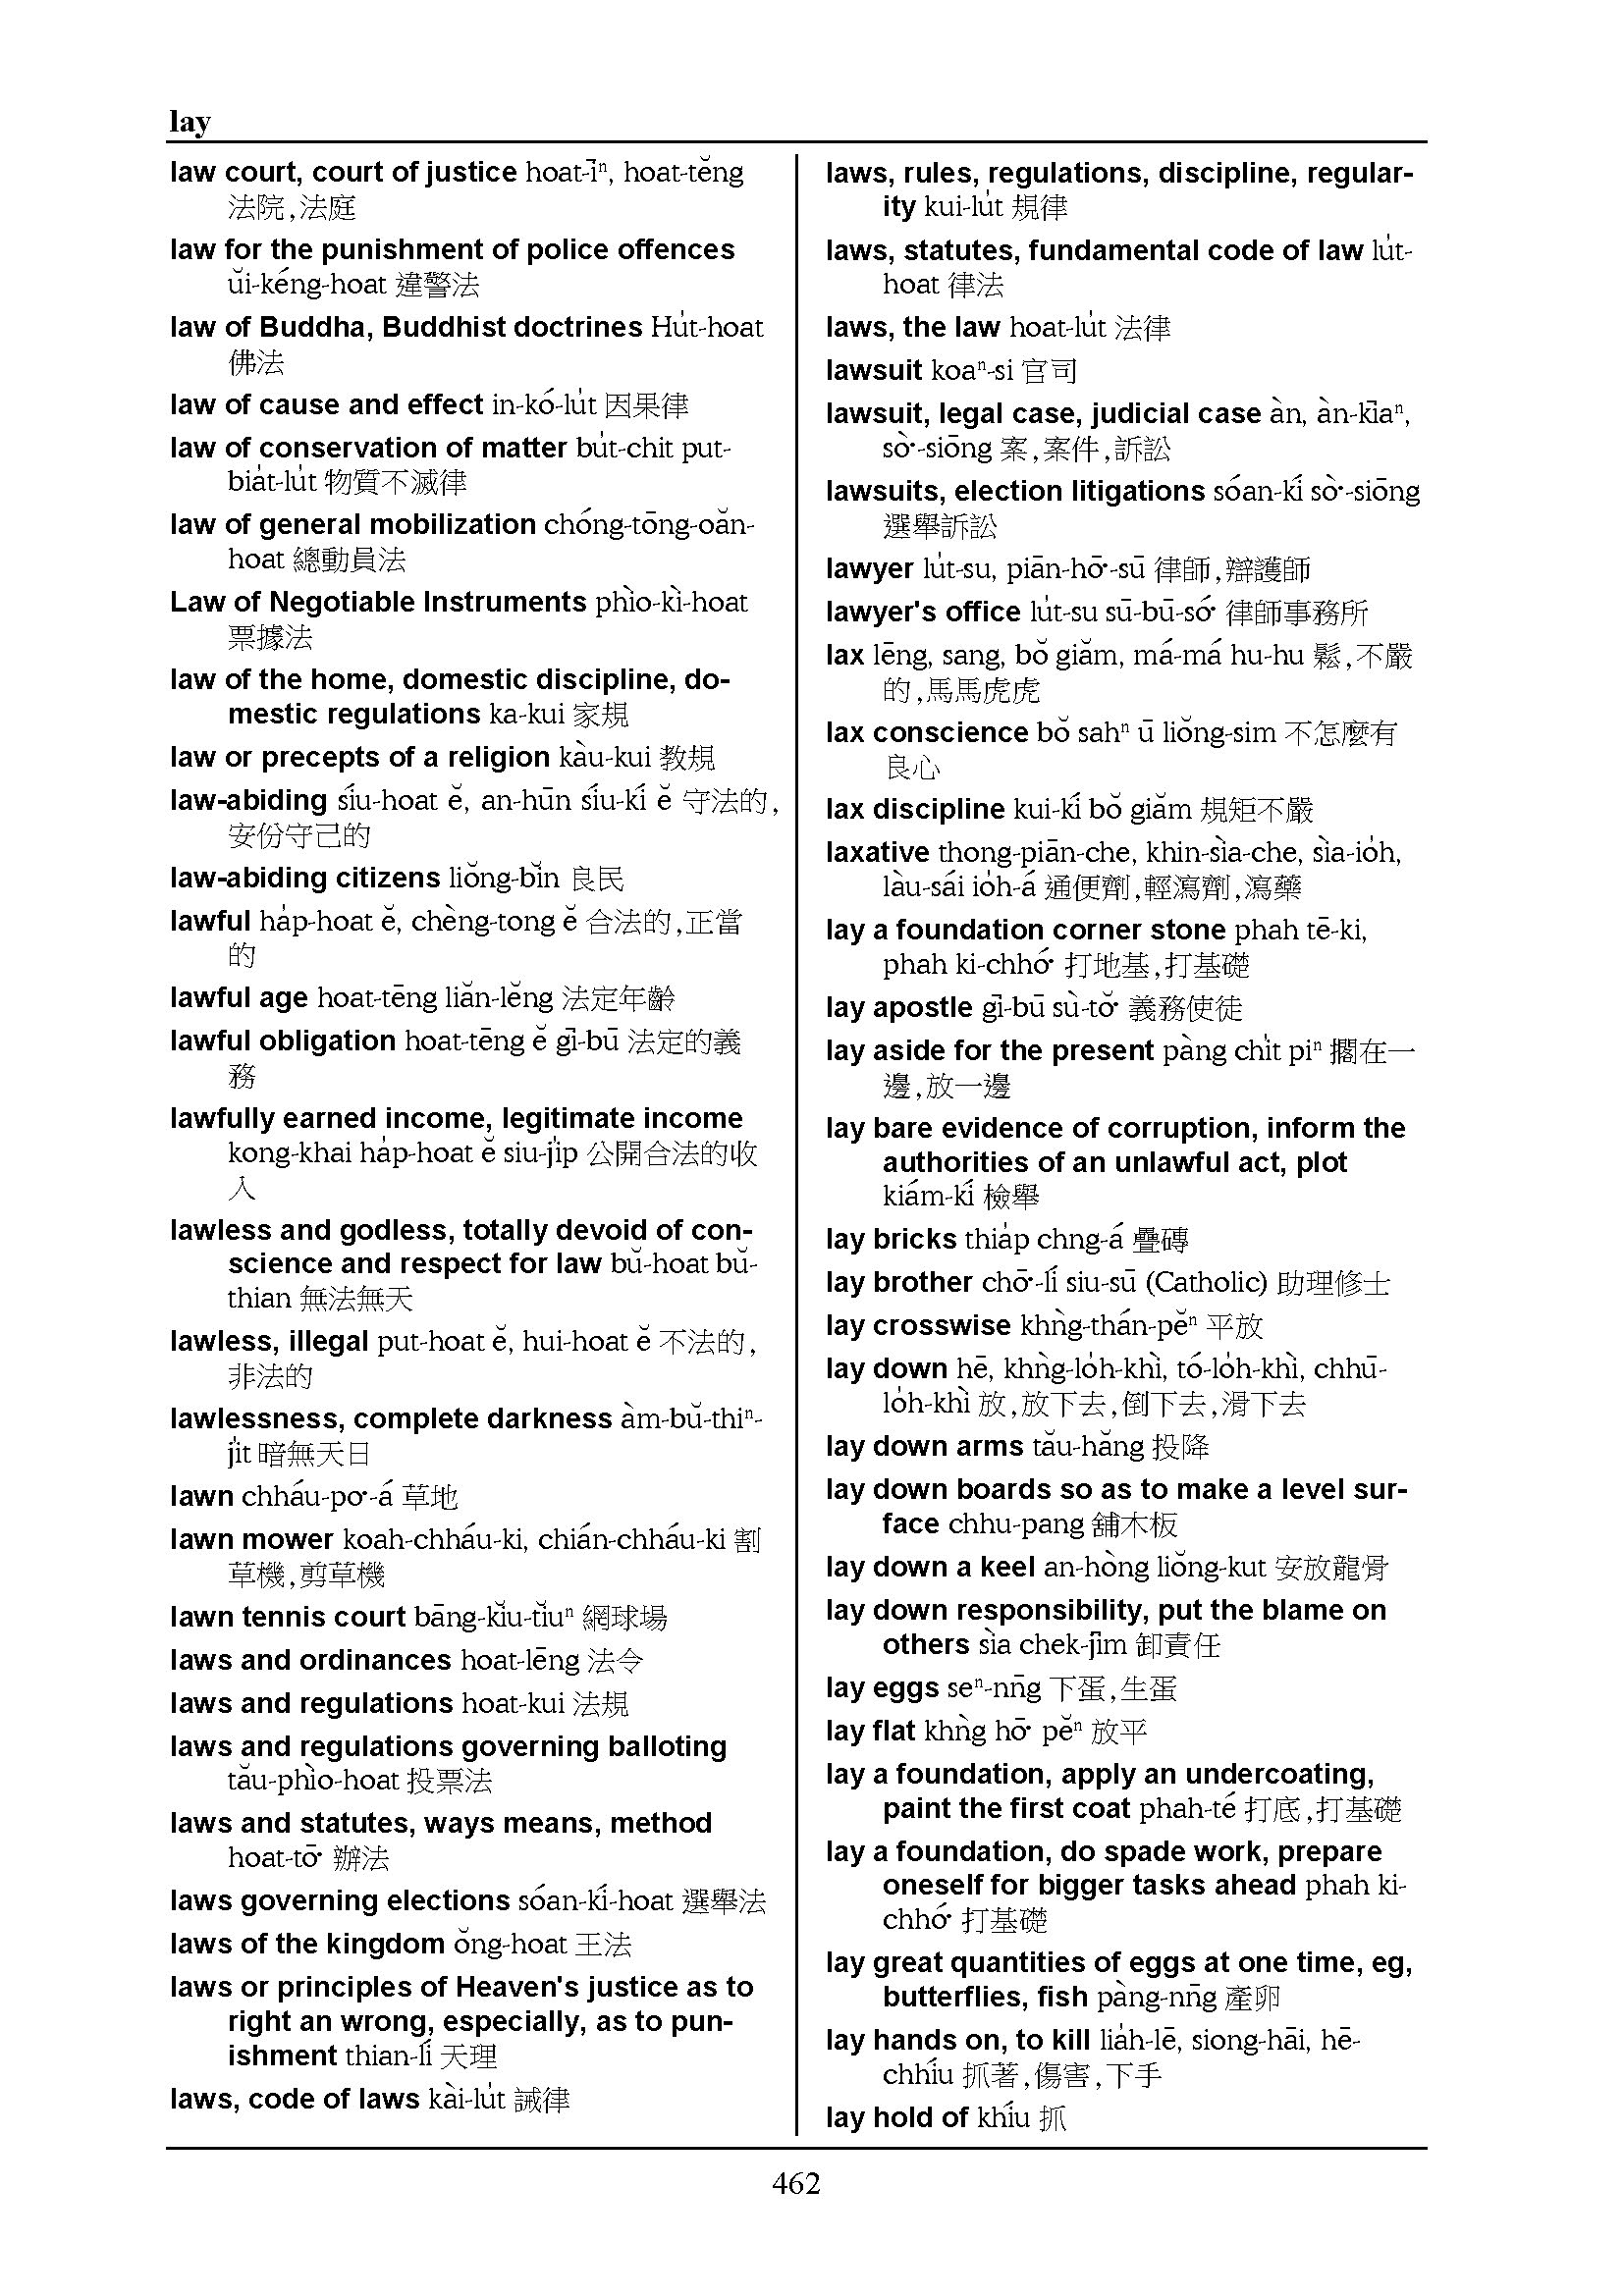 lay
law court, court of justice hoat-īⁿ, hoat-tĕng
法院,法庭
law for the punishment of police offences
ŭi-kéng-hoat 違警法
law of Buddha, Buddhist doctrines Hu̍t-hoat
佛法
law of cause and effect in-kó-lu̍t 因果律
law of conservation of matter bu̍t-chit put-
bia̍t-lu̍t 物質不滅律
law of general mobilization chóng-tōng-oăn-
hoat 總動員法
Law of Negotiable Instruments phìo-kì-hoat
票據法
law of the home, domestic discipline, do-
mestic regulations ka-kui 家規
law or precepts of a religion kàu-kui 教規
law-abiding síu-hoat ĕ, an-hūn síu-kí ĕ 守法的,
安份守己的
law-abiding citizens liŏng-bĭn 良民
lawful ha̍p-hoat ĕ, chèng-tong ĕ 合法的,正當
的
lawful age hoat-tēng liăn-lĕng 法定年齡
lawful obligation hoat-tēng ĕ gī-bū 法定的義
務
lawfully earned income, legitimate income
kong-khai ha̍p-hoat ĕ siu-ji̍p 公開合法的收
入
lawless and godless, totally devoid of con-
science and respect for law bŭ-hoat bŭ-
thian 無法無天
lawless, illegal put-hoat ĕ, hui-hoat ĕ 不法的,
非法的
lawlessness, complete darkness àm-bŭ-thiⁿ-
ji̍t 暗無天日
lawn chháu-po͘-á 草地
lawn mower koah-chháu-ki, chián-chháu-ki 割
草機,剪草機
lawn tennis court bāng-kĭu-tĭuⁿ 網球場
laws and ordinances hoat-lēng 法令
laws and regulations hoat-kui 法規
laws and regulations governing balloting
tău-phìo-hoat 投票法
laws and statutes, ways means, method
hoat-tō͘ 辦法
laws governing elections sóan-kí-hoat 選舉法
laws of the kingdom ŏng-hoat 王法
laws or principles of Heaven's justice as to
right an wrong, especially, as to pun-
ishment thian-lí 天理
laws, code of laws kài-lu̍t 誡律
laws, rules, regulations, discipline, regular-
ity kui-lu̍t 規律
laws, statutes, fundamental code of law lu̍t-
hoat 律法
laws, the law hoat-lu̍t 法律
lawsuit koaⁿ-si 官司
lawsuit, legal case, judicial case àn, àn-kīaⁿ,
sò͘-siōng 案,案件,訴訟
lawsuits, election litigations sóan-kí sò͘-siōng
選舉訴訟
lawyer lu̍t-su, piān-hō͘-sū 律師,辯護師
lawyer's office lu̍t-su sū-bū-só͘ 律師事務所
lax lēng, sang, bŏ giăm, má-má hu-hu 鬆,不嚴
的,馬馬虎虎
lax conscience bŏ sahⁿ ū liŏng-sim 不怎麼有
良心
lax discipline kui-kí bŏ giăm 規矩不嚴
laxative thong-piān-che, khin-sìa-che, sìa-io̍h,
làu-sái io̍h-á 通便劑,輕瀉劑,瀉藥
lay a foundation corner stone phah tē-ki,
phah ki-chhó͘ 打地基,打基礎
lay apostle gī-bū sù-tŏ͘ 義務使徒
lay aside for the present pàng chi̍t piⁿ 擱在一
邊,放一邊
lay bare evidence of corruption, inform the
authorities of an unlawful act, plot
kiám-kí 檢舉
lay bricks thia̍p chng-á 疊磚
lay brother chō͘-lí siu-sū (Catholic) 助理修士
lay crosswise khǹg-thán-pĕⁿ 平放
lay down hē, khǹg-lo̍h-khì, tó-lo̍h-khì, chhū-
lo̍h-khì 放,放下去,倒下去,滑下去
lay down arms tău-hăng 投降
lay down boards so as to make a level sur-
face chhu-pang 舖木板
lay down a keel an-hòng liŏng-kut 安放龍骨
lay down responsibility, put the blame on
others sìa chek-jīm 卸責任
lay eggs seⁿ-nn̄g 下蛋,生蛋
lay flat khǹg hō͘ pĕⁿ 放平
lay a foundation, apply an undercoating,
paint the first coat phah-té 打底,打基礎
lay a foundation, do spade work, prepare
oneself for bigger tasks ahead phah ki-
chhó͘ 打基礎
lay great quantities of eggs at one time, eg,
butterflies, fish pàng-nn̄g 產卵
lay hands on, to kill lia̍h-lē, siong-hāi, hē-
chhíu 抓著,傷害,下手
lay hold of khíu 抓
462